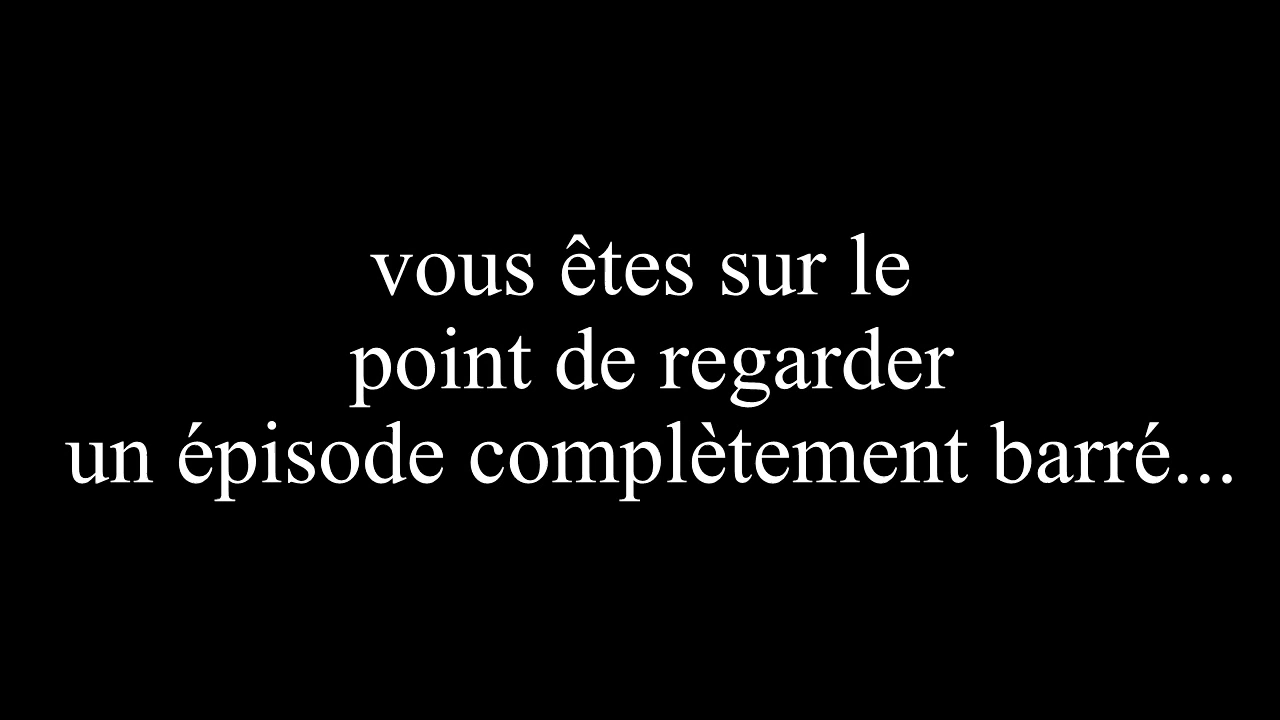 vous êtes sur le
point de regarder
un épisode complètement barré...